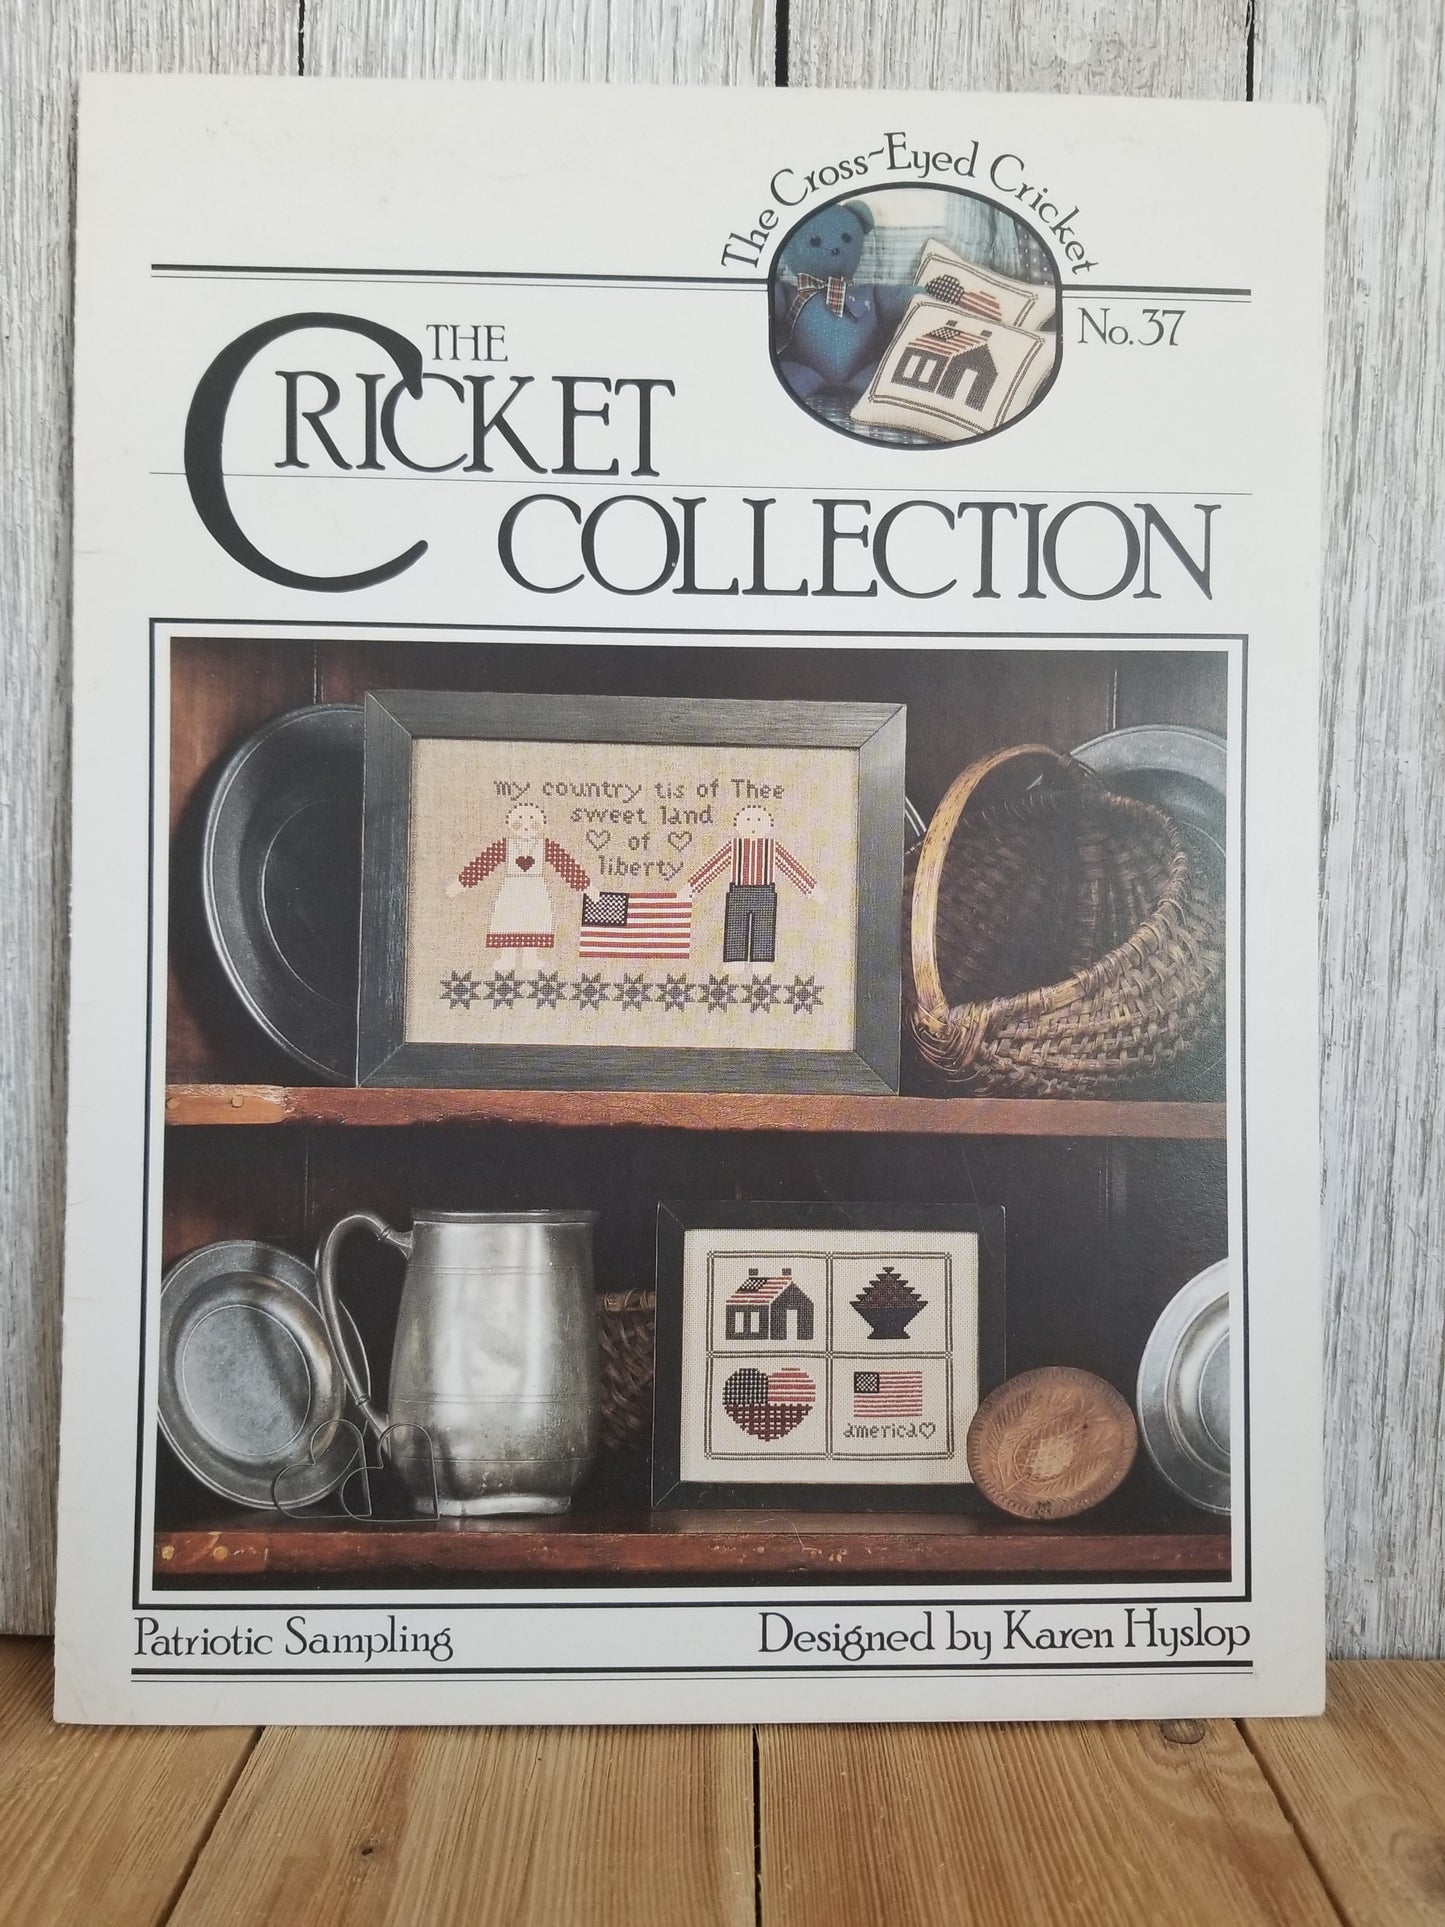 The Cross-Eyed Cricket
No. 37
THE
CRICKET
COLLECTION
my country tis of Thee
sweet land
of
liberty
america
Patriotic Sampling
Designed by Karen Hyslop